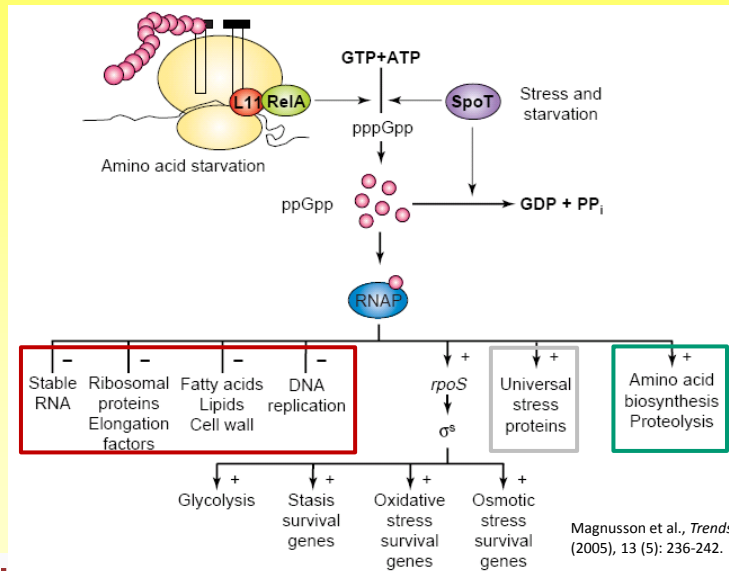 GTP+ATP
L11
RelA
SpoT
Stress and
starvation
pppGpp
Amino acid starvation
ppGpp
GDP + PPi
RNAP
–
–
–
–
+
+
+
Stable
RNA
Ribosomal
proteins
Elongation
factors
Fatty acids
Lipids
Cell wall
DNA
replication
rpoS
σs
Universal
stress
proteins
Amino acid
biosynthesis
Proteolysis
+
+
+
+
Glycolysis
Stasis
survival
genes
Oxidative
stress
survival
genes
Osmotic
stress
survival
genes
Magnusson et al., Trends
(2005), 13 (5): 236-242.